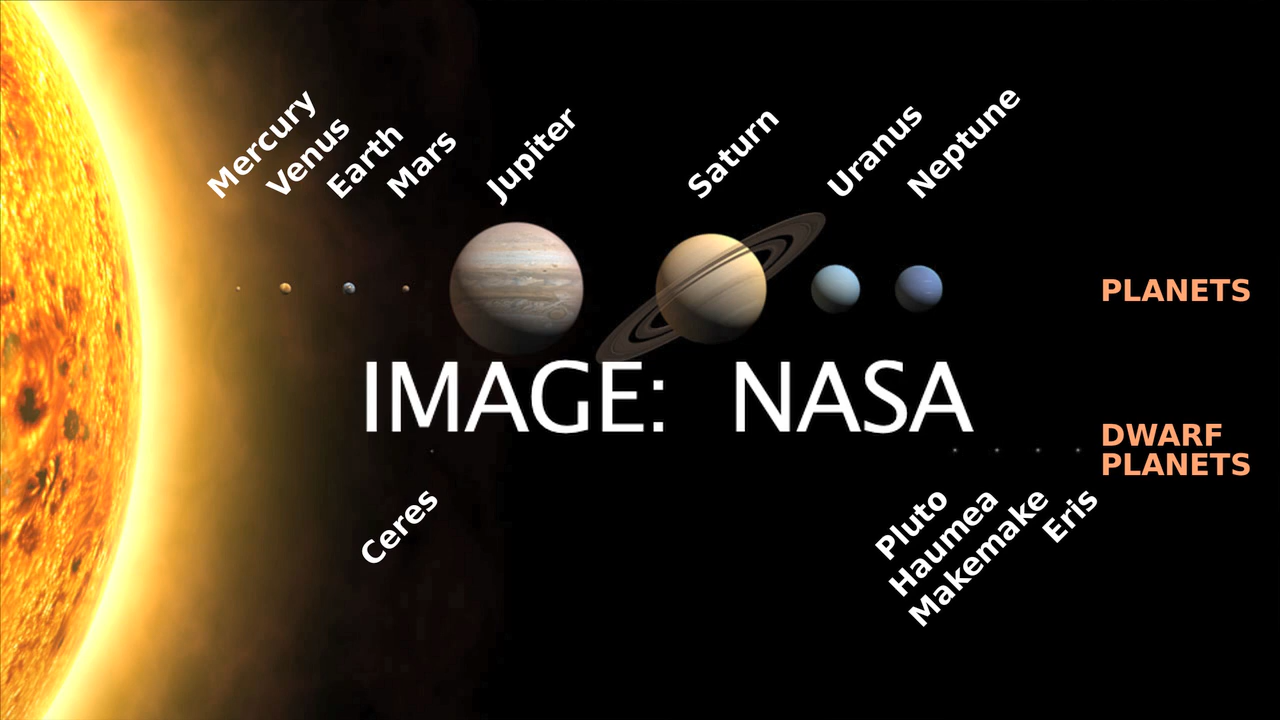 Mercury
Venus
Earth
Mars
Jupiter
Saturn
Uranus
Neptune
PLANETS
IMAGE: NASA
DWARF
PLANETS
Ceres
Pluto
Haumea
Makemake
Eris